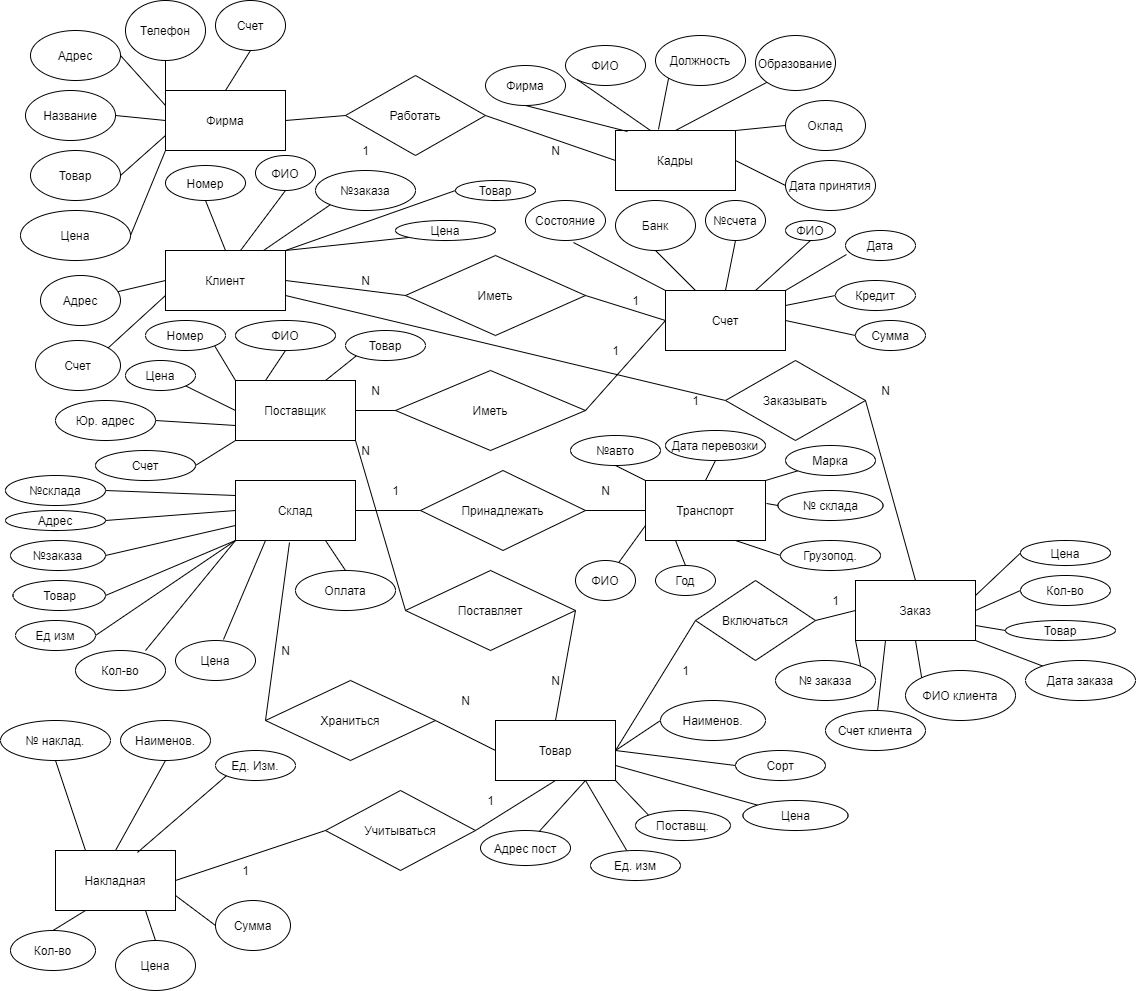 Телефон
Счет
Адрес
ФИО
Должность
Образование
Фирма
Название
Фирма
Работать
Оклад
1
N
Кадры
Товар
Номер
ФИО
№заказа
Товар
Дата принятия
Цена
Цена
Состояние
Банк
№счета
ФИО
Дата
Клиент
N
Иметь
1
Кредит
Адрес
Счет
Номер
ФИО
Товар
1
Сумма
Счет
Цена
N
1
Заказывать
N
Юр. адрес
Поставщик
Иметь
Счет
N
№авто
Дата перевозки
Марка
№склада
1
N
Адрес
Склад
Принадлежать
Транспорт
№ склада
№заказа
Грузопод.
Цена
Товар
Оплата
ФИО
Год
Кол-во
Ед изм
Поставляет
Включаться
1
Заказ
Товар
Кол-во
Цена
N
N
1
№ заказа
ФИО клиента
Дата заказа
Храниться
N
Наименов.
Счет клиента
№ наклад.
Наименов.
Ед. Изм.
Товар
Сорт
1
Учитываться
Адрес пост
Поставщ.
Цена
Накладная
1
Ед. изм
Кол-во
Цена
Сумма